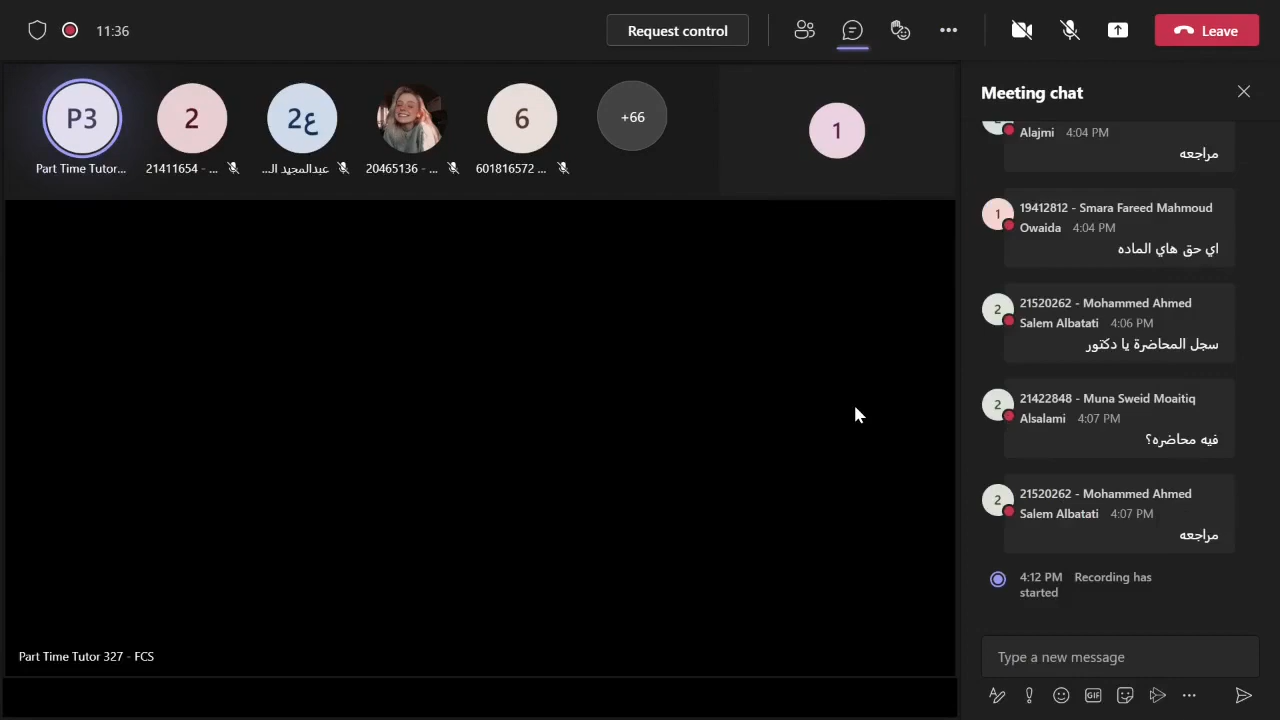 11:36
Request control
Leave
P3
2
2ع
6
+66
1
Part Time Tutor...
21411654 - ...
عبدالمجيد ال...
20465136 - ...
601816572 ...
Part Time Tutor 327 - FCS
Meeting chat
Alajmi 4:04 PM
مراجعه
1
19412812 - Smara Fareed Mahmoud
Owaida 4:04 PM
اي حق هاي الماده
2
21520262 - Mohammed Ahmed
Salem Albatati 4:06 PM
سجل المحاضرة يا دكتور
2
21422848 - Muna Sweid Moaitiq
Alsalami 4:07 PM
فيه محاضره؟
2
21520262 - Mohammed Ahmed
Salem Albatati 4:07 PM
مراجعه
4:12 PM Recording has
started
Type a new message
GIF